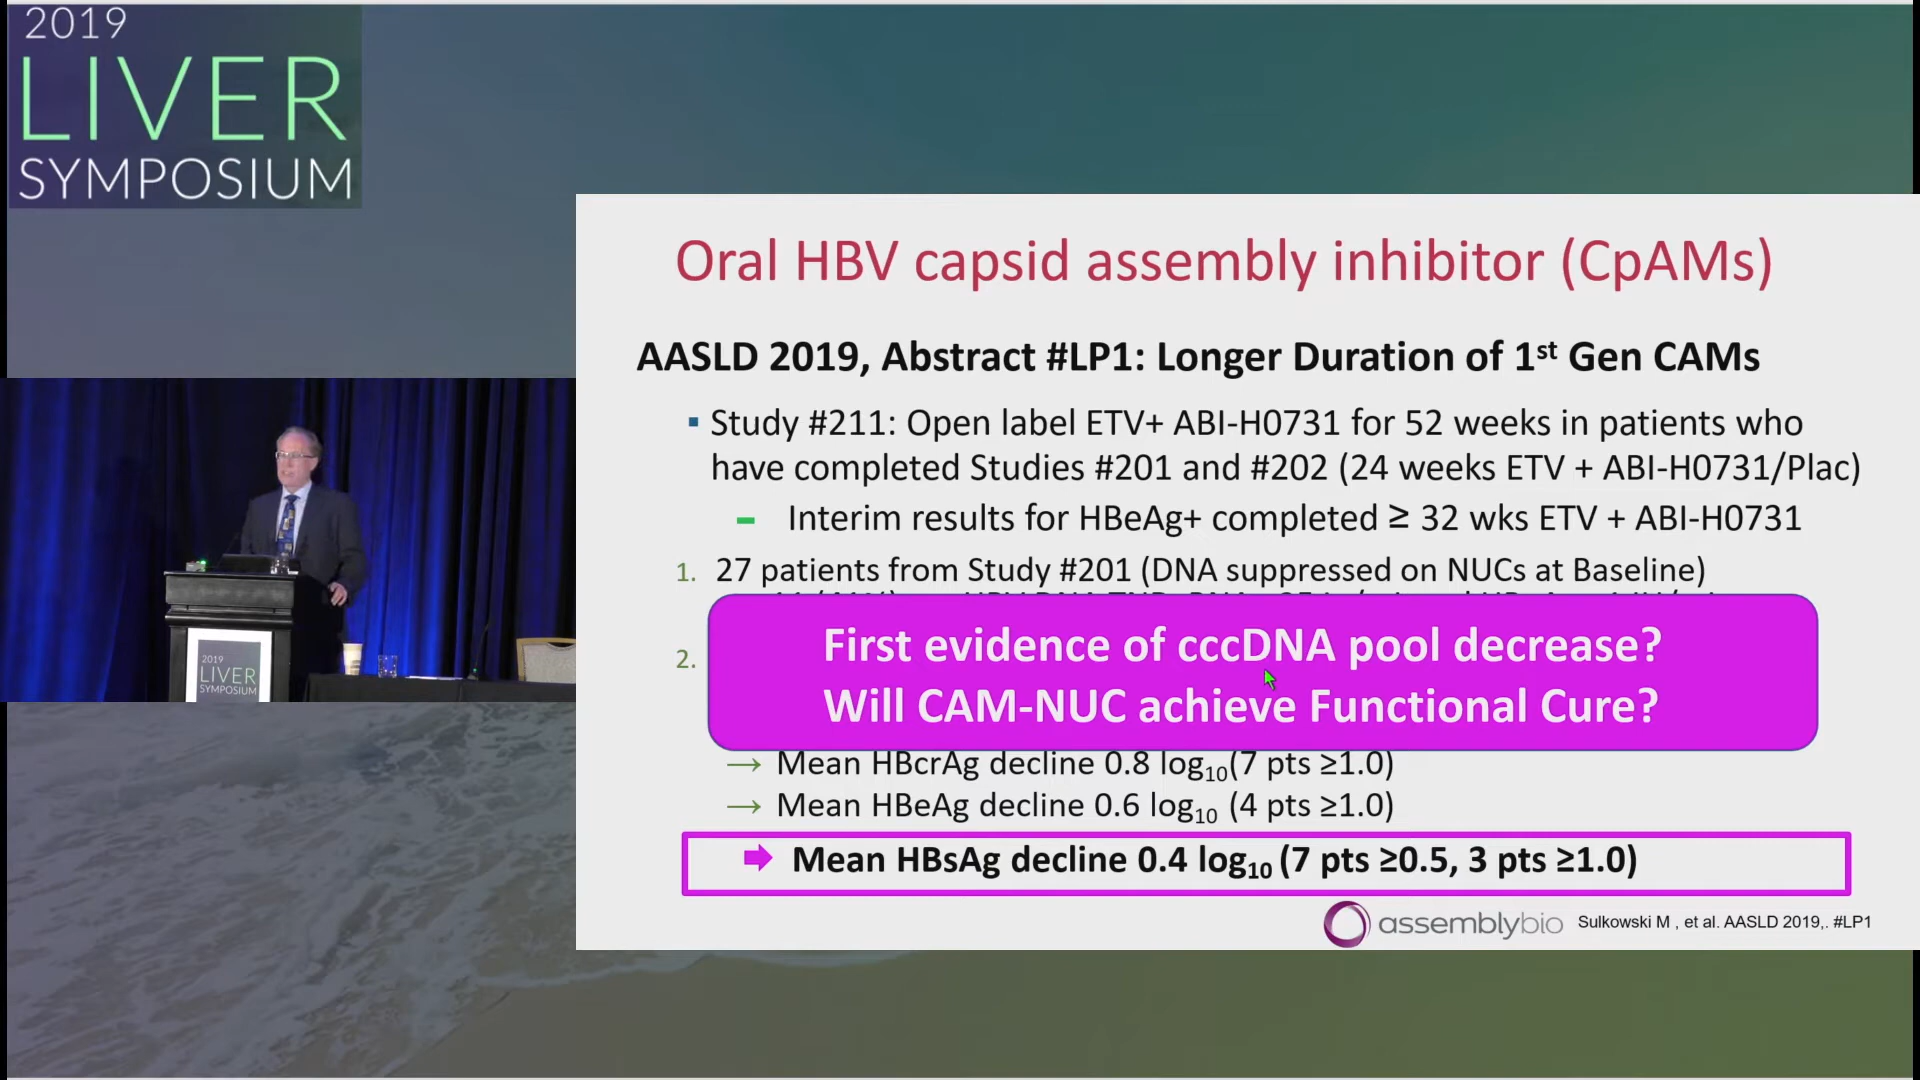 2019
LIVER
SYMPOSIUM
Oral HBV capsid assembly inhibitor (CpAMs)
AASLD 2019, Abstract #LP1: Longer Duration of 1st Gen CAMs
▪ Study #211: Open label ETV+ ABI-H0731 for 52 weeks in patients who
have completed Studies #201 and #202 (24 weeks ETV + ABI-H0731/Plac)
– Interim results for HBeAg+ completed ≥ 32 wks ETV + ABI-H0731
1. 27 patients from Study #201 (DNA suppressed on NUCs at Baseline)
2.
First evidence of cccDNA pool decrease?
Will CAM-NUC achieve Functional Cure?
→ Mean HBcrAg decline 0.8 log10(7 pts ≥1.0)
→ Mean HBeAg decline 0.6 log10 (4 pts ≥1.0)
Mean HBsAg decline 0.4 log10 (7 pts ≥0.5, 3 pts ≥1.0)
assemblybio Sulkowski M , et al. AASLD 2019,. #LP1
2019
LIVER
SYMPOSIUM